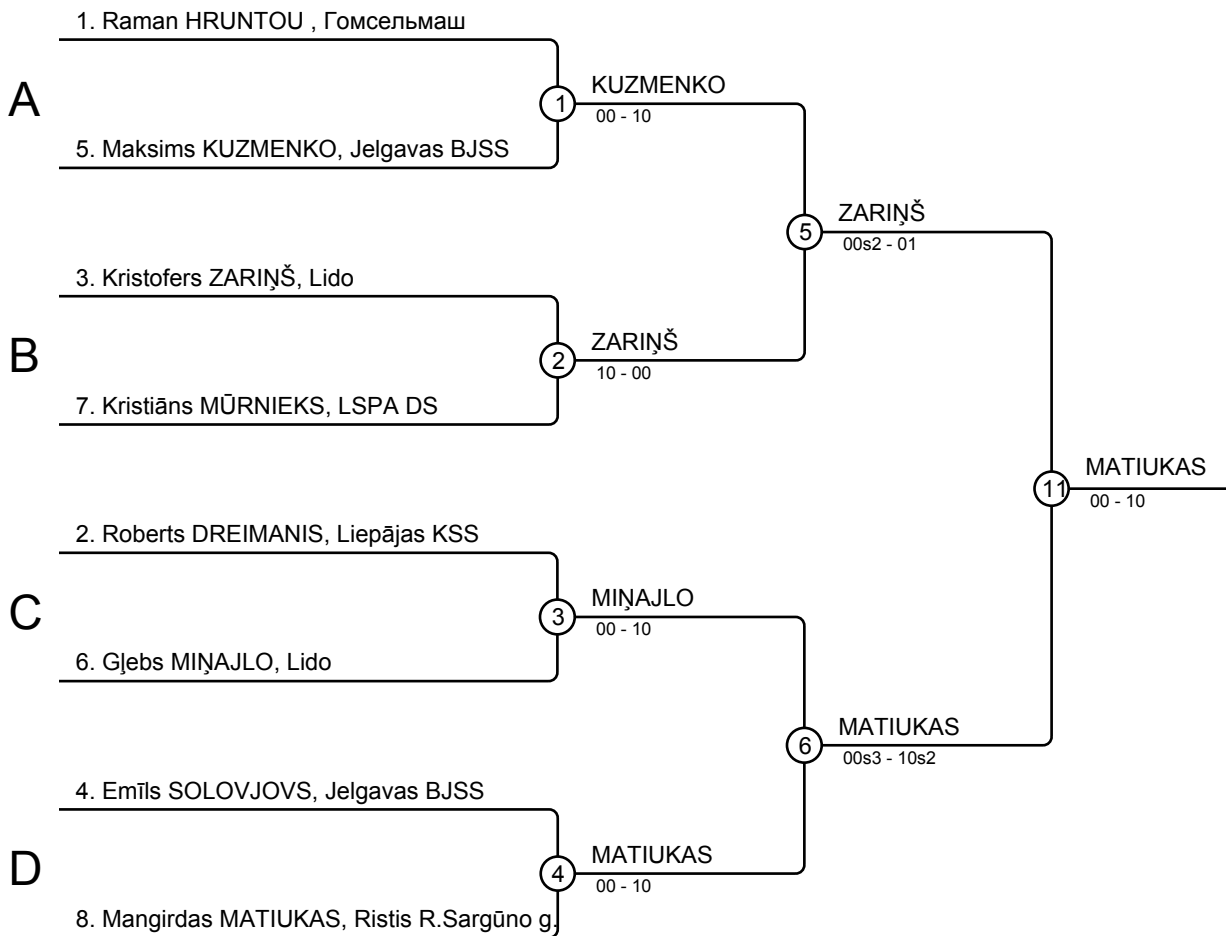 1. Raman HRUNTOU , Гомсельмаш
A
1
KUZMENKO
00 - 10
5. Maksims KUZMENKO, Jelgavas BJSS
5
ZARIŅŠ
00s2 - 01
3. Kristofers ZARIŅŠ, Lido
B
2
ZARIŅŠ
10 - 00
7. Kristiāns MŪRNIEKS, LSPA DS
11
MATIUKAS
00 - 10
2. Roberts DREIMANIS, Liepājas KSS
C
3
MIŅAJLO
00 - 10
6. Gļebs MIŅAJLO, Lido
6
MATIUKAS
00s3 - 10s2
4. Emīls SOLOVJOVS, Jelgavas BJSS
D
4
MATIUKAS
00 - 10
8. Mangirdas MATIUKAS, Ristis R.Sargūno g.